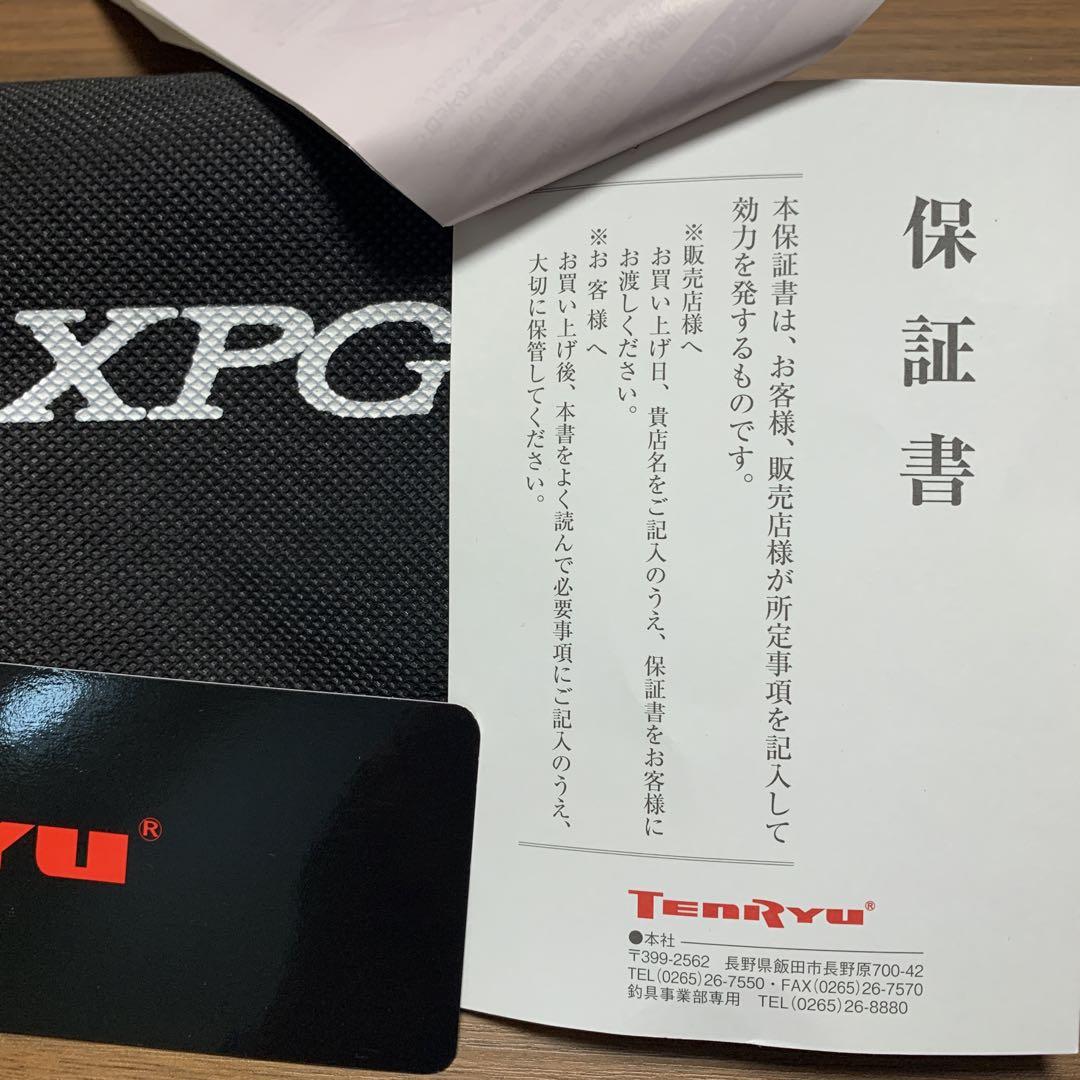 XPG
保証書
本保証書は、お客様、販売店様が所定事項を記入して
効力を発するものです。
※販売店様へ
お買い上げ日、貴店名をご記入のうえ、保証書をお客様に
お渡しください。
※お客様へ
お買い上げ後、本書をよく読んで必要事項にご記入のうえ、
大切に保管してください。
YU®
TENRYU®
●本社
〒399-2562 長野県飯田市長野原700-42
TEL(0265)26-7550・FAX(0265)26-7570
釣具事業部専用 TEL(0265)26-8880